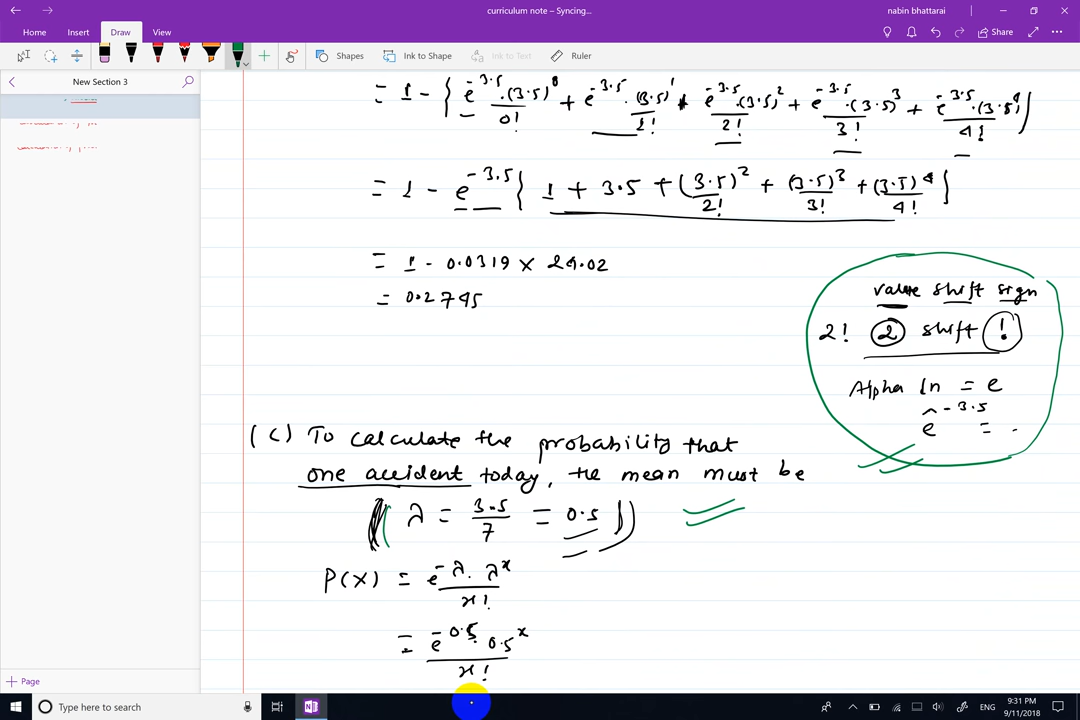 curriculum note – Syncing...
nabin bhattarai
Home Insert Draw View
Share
Shapes Ink to Shape Ink to Text Ruler
New Section 3
= 1 - { e^-3.5 · (3.5)^0 / 0! + e^-3.5 · (3.5)^1 / 1! + e^-3.5 · (3.5)^2 / 2! + e^-3.5 · (3.5)^3 / 3! + e^-3.5 · (3.5)^4 / 4! }
= 1 - e^-3.5 { 1 + 3.5 + (3.5)^2 / 2! + (3.5)^3 / 3! + (3.5)^4 / 4! }
= 1 - 0.0319 × 24.02
= 0.2745
value shift sign
2! 2 shift !
Alpha ln = e
e^-3.5 = -
(c) To calculate the probability that
one accident today, the mean must be
λ = 3.5 / 7 = 0.5
P(X) = e^-λ · λ^x / x!
= e^-0.5 · 0.5^x / x!
+ Page
Type here to search
ENG
9:31 PM
9/11/2018